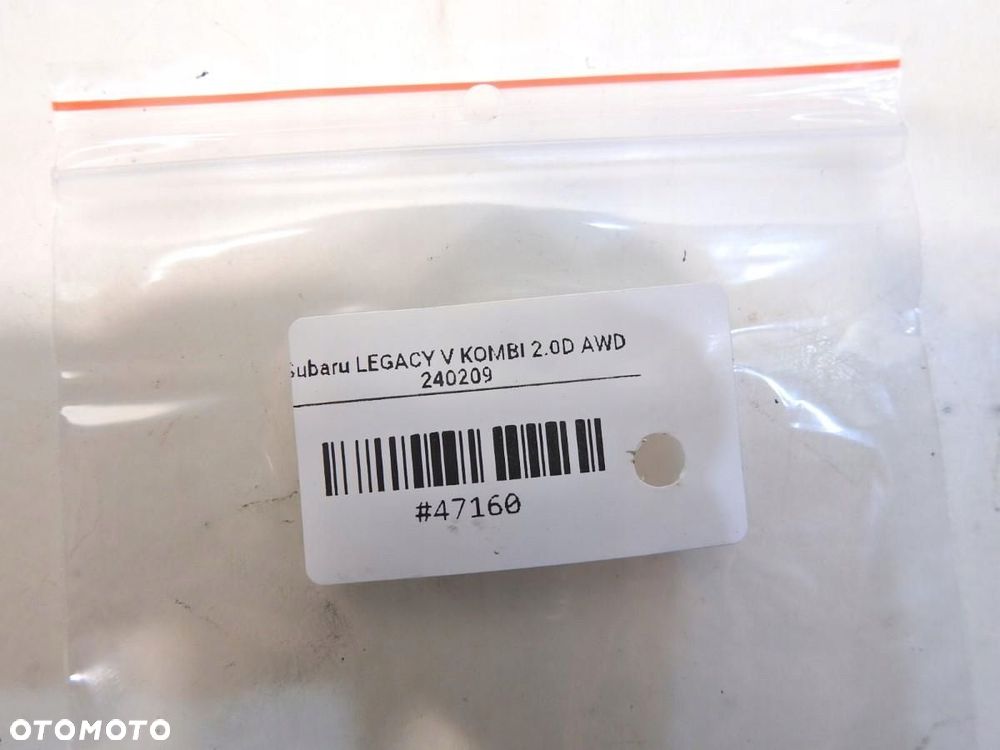 Subaru LEGACY V KOMBI 2.0D AWD
240209
#47160
OTOMOTO